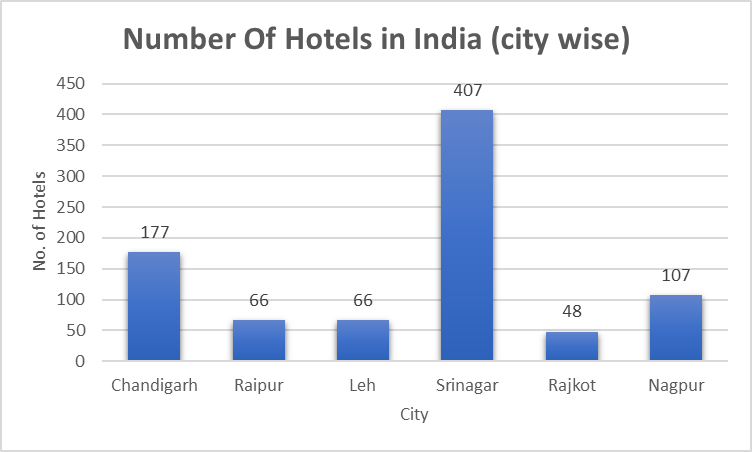 Number Of Hotels in India (city wise)
No. of Hotels
450
400
350
300
250
200
150
100
50
0
177
66
66
407
48
107
Chandigarh
Raipur
Leh
Srinagar
Rajkot
Nagpur
City